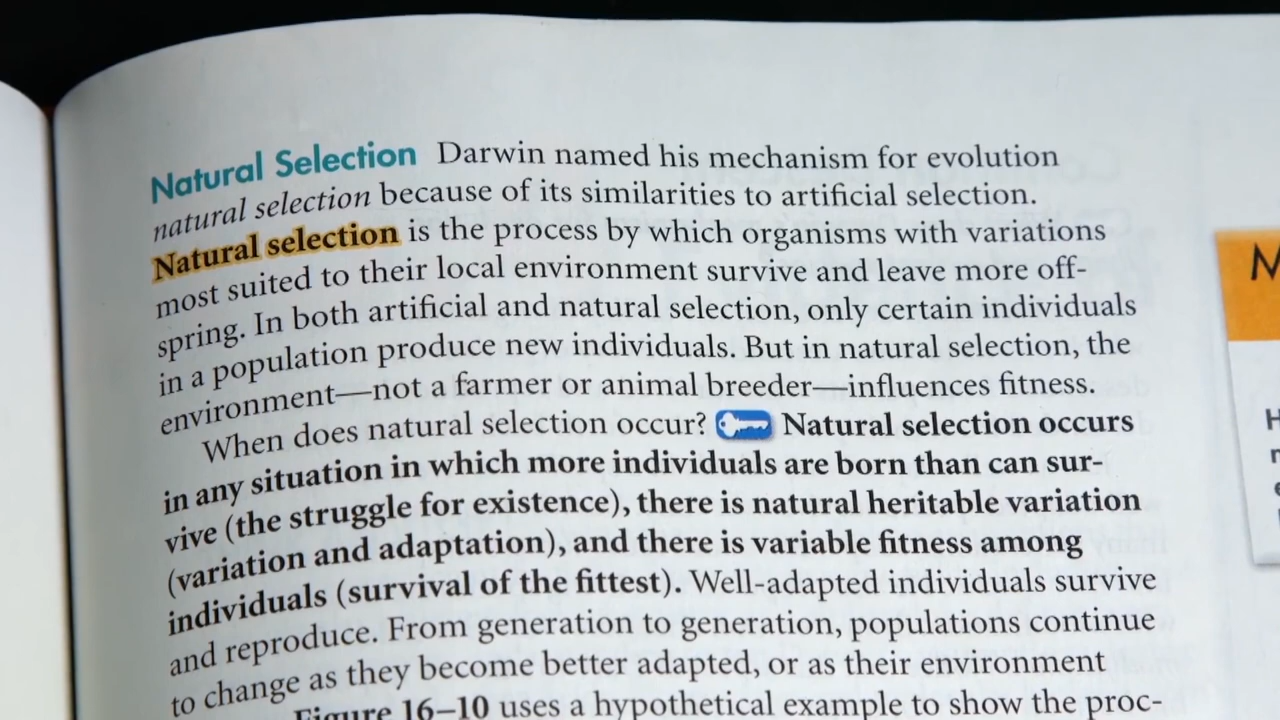 Natural Selection Darwin named his mechanism for evolution
natural selection because of its similarities to artificial selection.
Natural selection is the process by which organisms with variations
most suited to their local environment survive and leave more off-
spring. In both artificial and natural selection, only certain individuals
in a population produce new individuals. But in natural selection, the
environment—not a farmer or animal breeder—influences fitness.
When does natural selection occur? Natural selection occurs
in any situation in which more individuals are born than can sur-
vive (the struggle for existence), there is natural heritable variation
(variation and adaptation), and there is variable fitness among
individuals (survival of the fittest). Well-adapted individuals survive
and reproduce. From generation to generation, populations continue
to change as they become better adapted, or as their environment
Figure 16–10 uses a hypothetical example to show the proc-